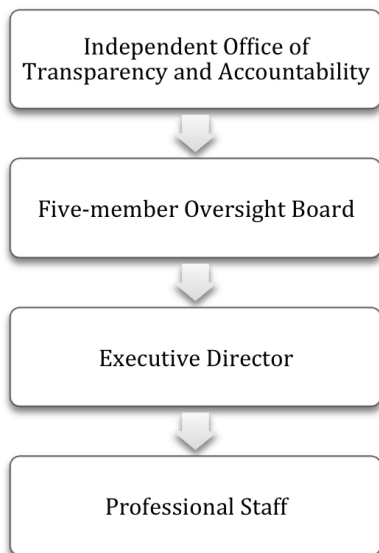 Independent Office of
Transparency and Accountability
Five-member Oversight Board
Executive Director
Professional Staff